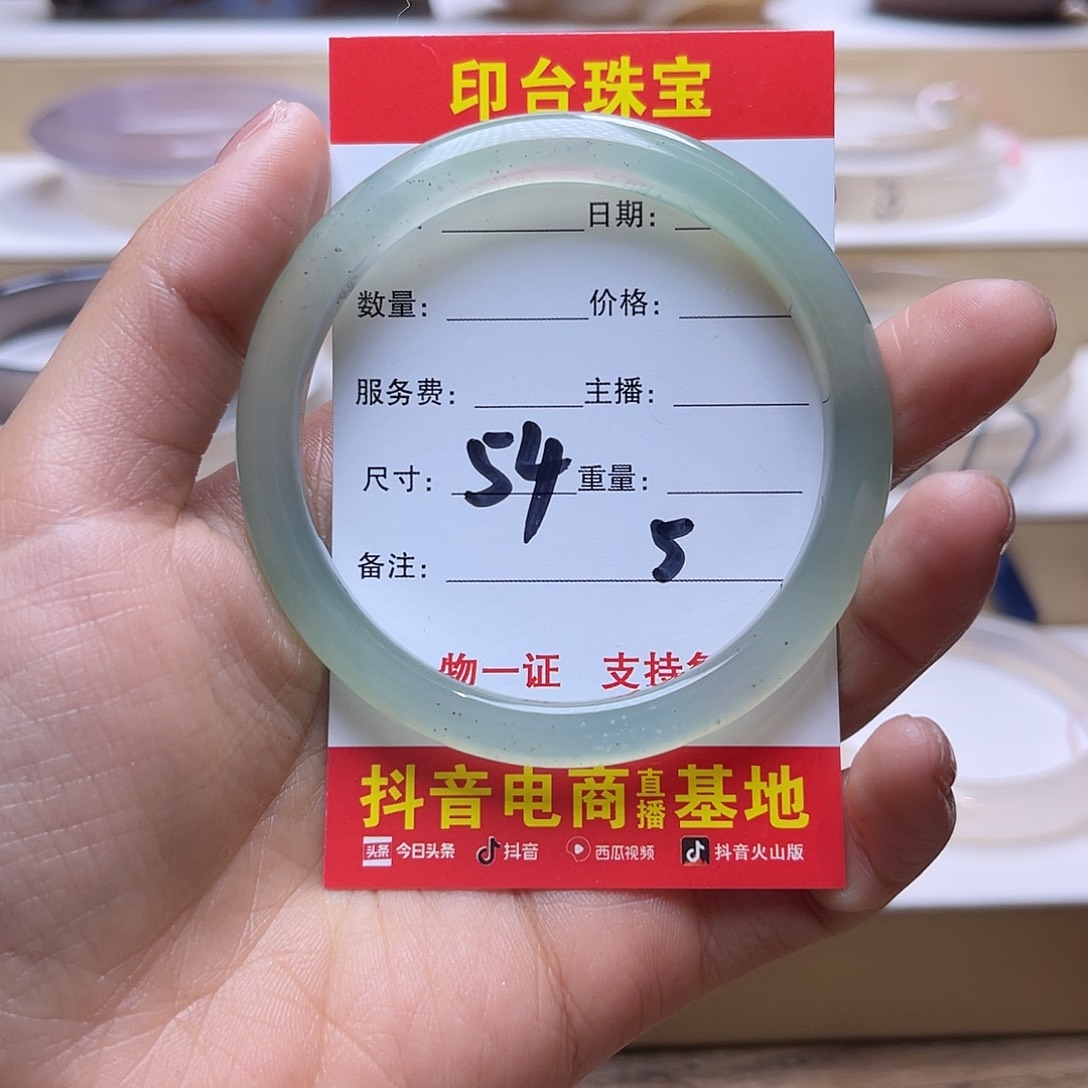 印台珠宝
日期：
数量： 价格：
服务费： 主播：
尺寸： 54 重量：
备注： 5
物一证 支持
抖音电商直播基地
头条 今日头条 抖音 西瓜视频 抖音火山版